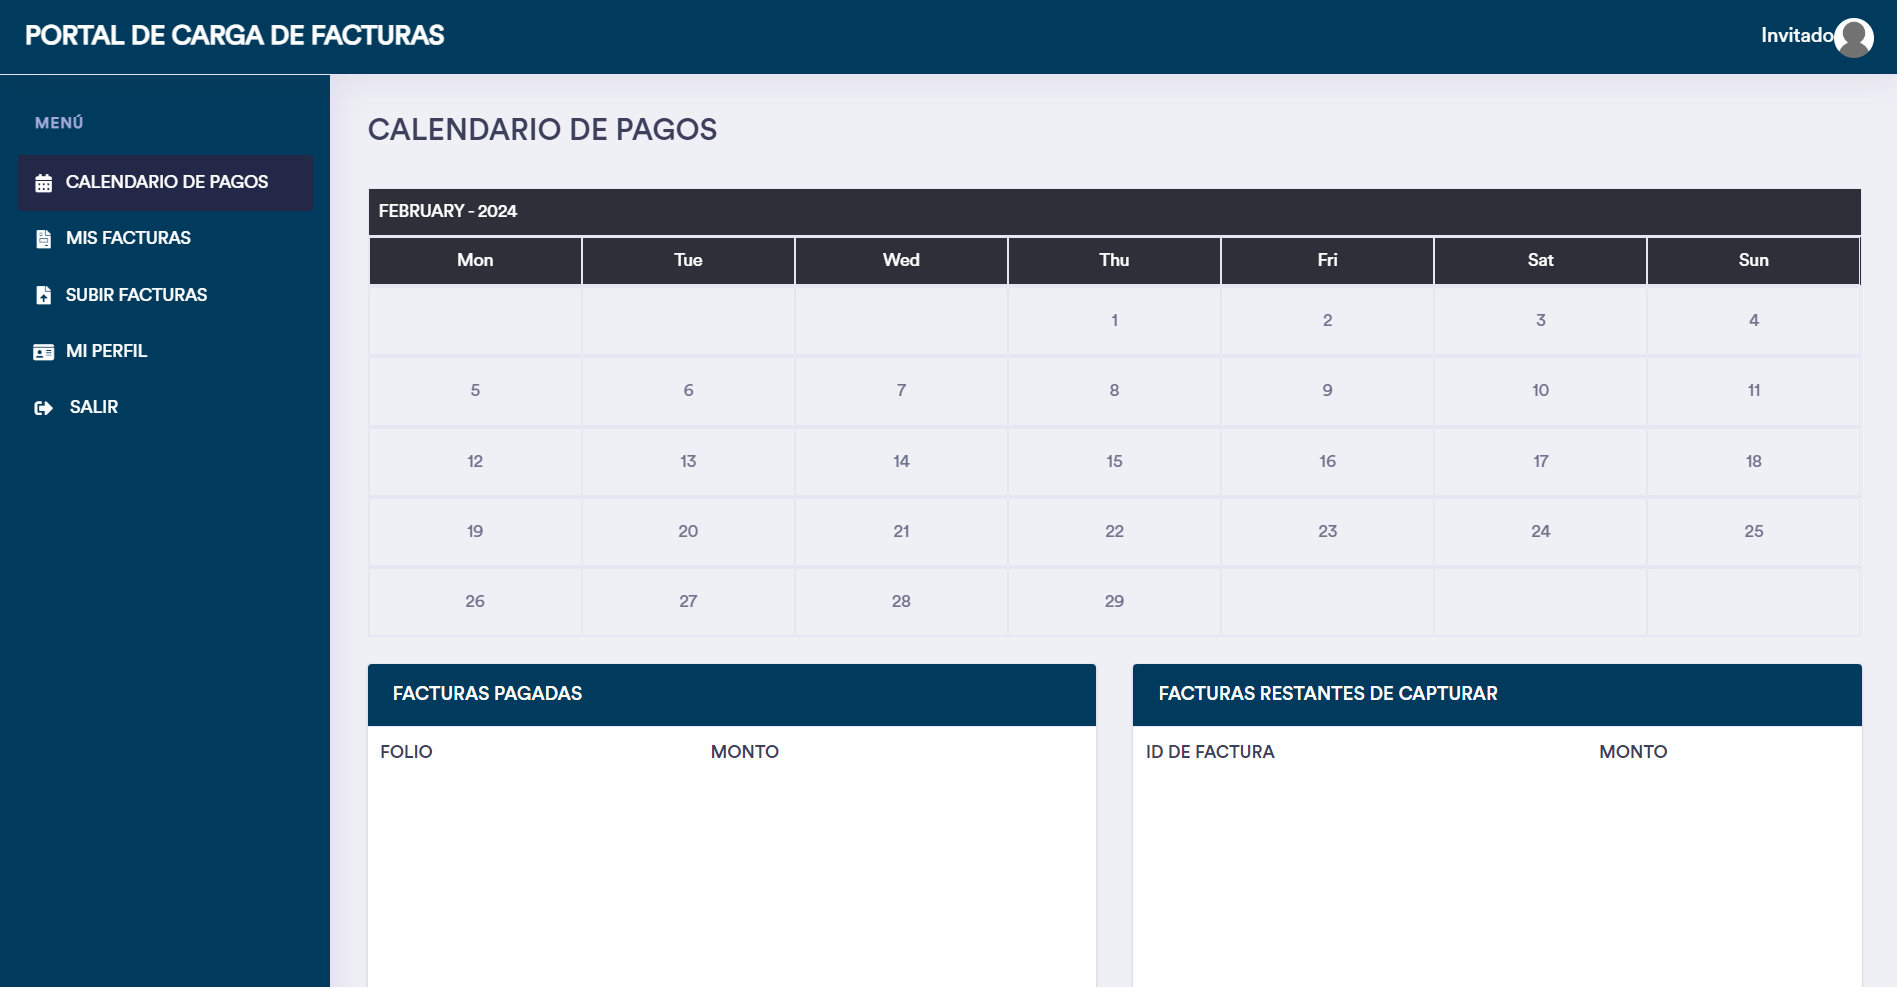 PORTAL DE CARGA DE FACTURAS
Invitado
MENÚ
CALENDARIO DE PAGOS
MIS FACTURAS
SUBIR FACTURAS
MI PERFIL
SALIR
CALENDARIO DE PAGOS
FEBRUARY - 2024
Mon Tue Wed Thu Fri Sat Sun
1 2 3 4
5 6 7 8 9 10 11
12 13 14 15 16 17 18
19 20 21 22 23 24 25
26 27 28 29
FACTURAS PAGADAS
FOLIO MONTO
FACTURAS RESTANTES DE CAPTURAR
ID DE FACTURA MONTO